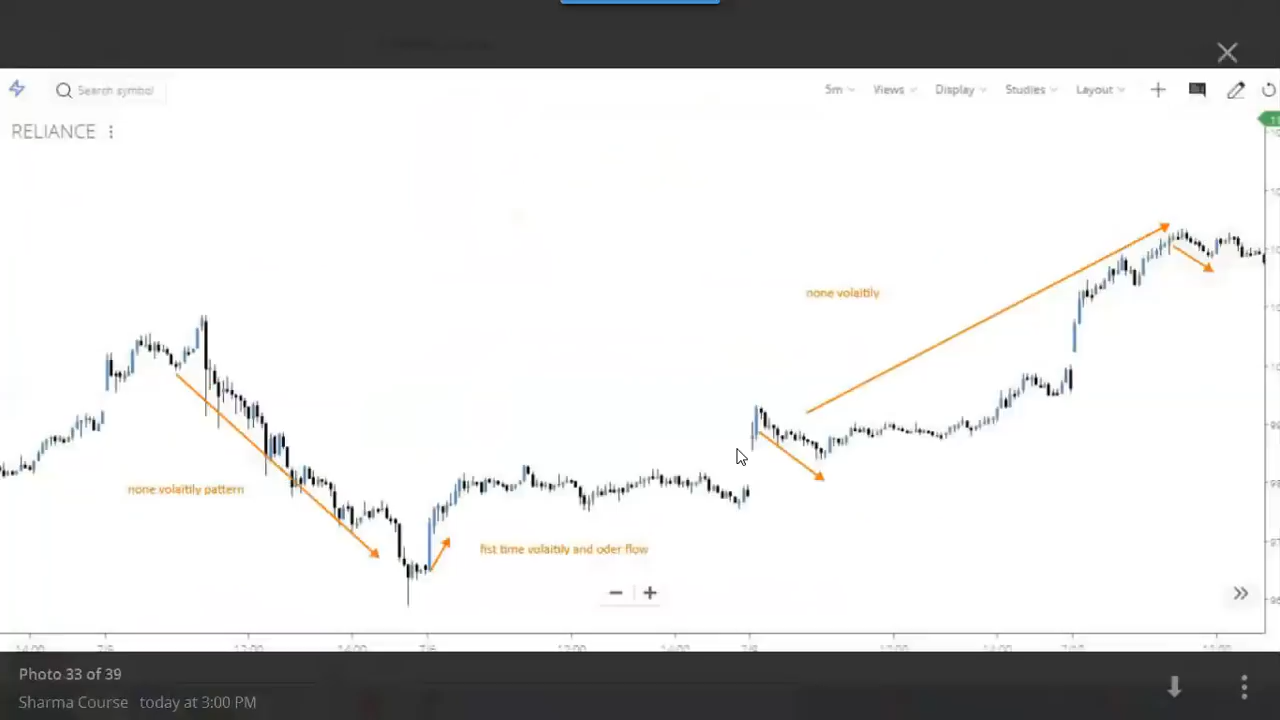 Search symbol
5m Views Display Studies Layout
RELIANCE
none volaitily
none volaitily pattern
fist time volaitily and oder flow
Photo 33 of 39
Sharma Course today at 3:00 PM